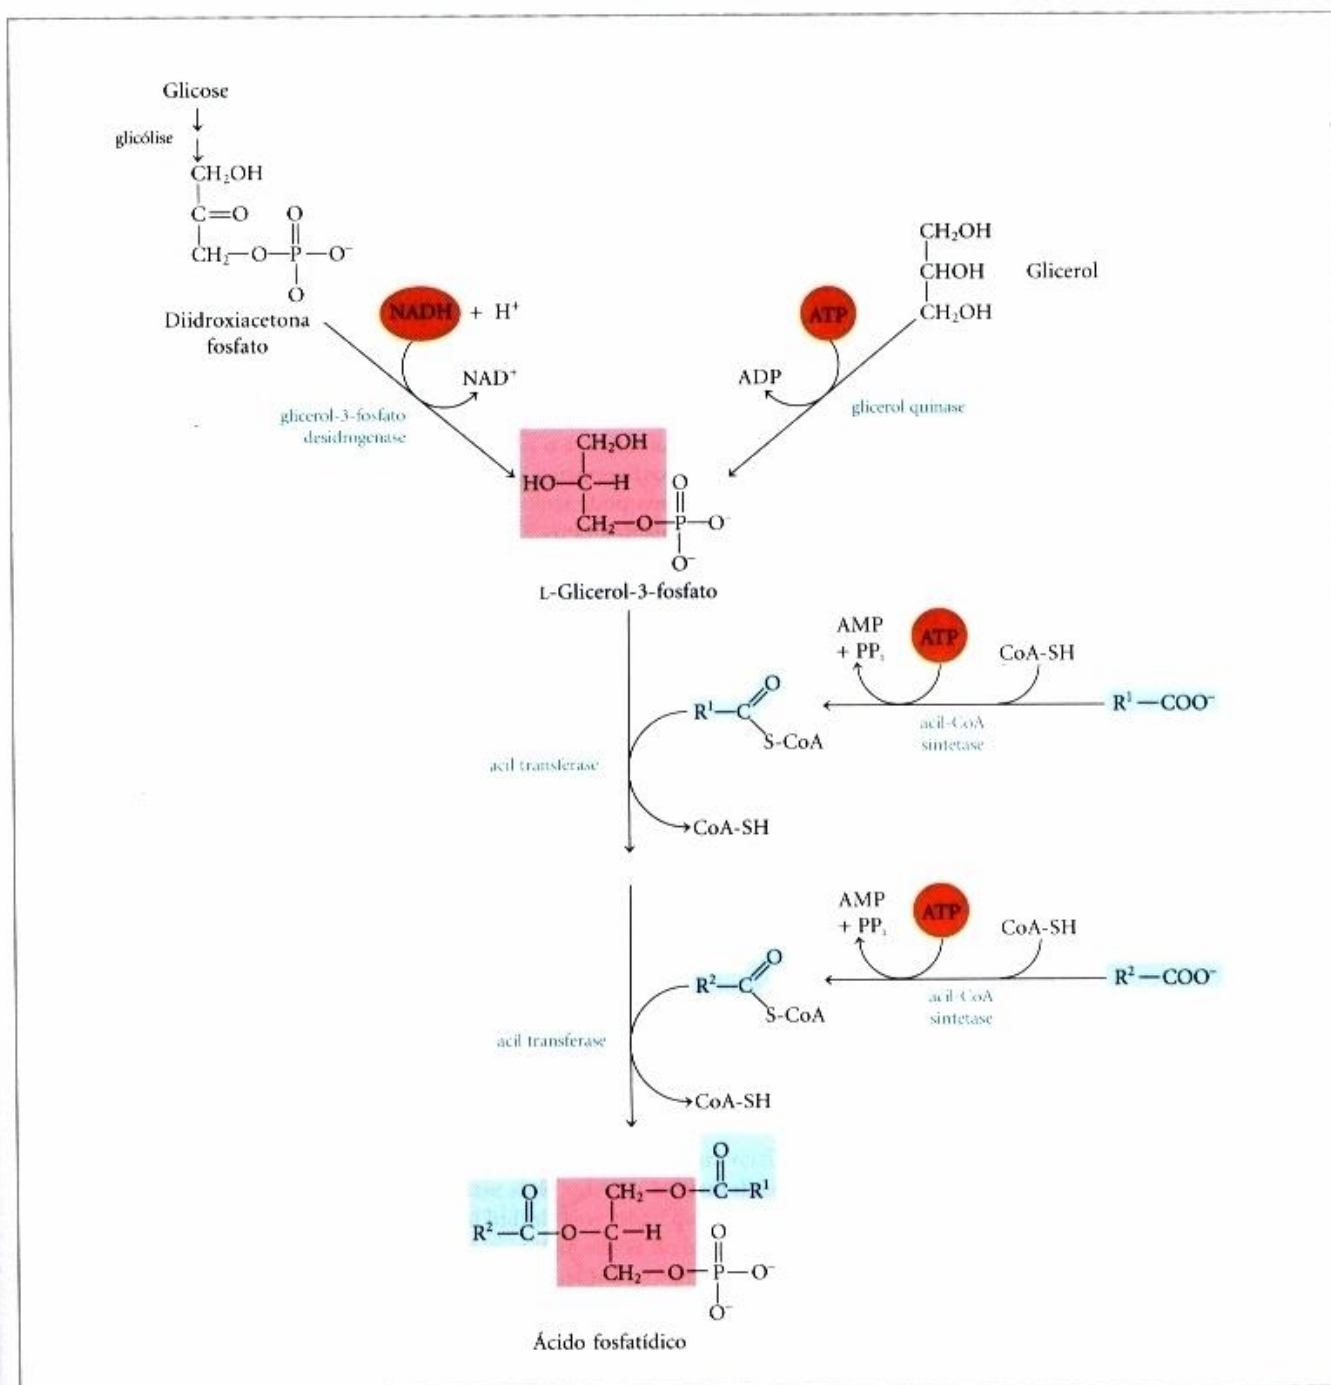 Glicose
glicólise
CH₂OH
C=O
O
CH₂—O—P—O⁻
O
Diidroxiacetona
fosfato
NADH + H⁺
NAD⁺
glicerol-3-fosfato
desidrogenase
CH₂OH
CHOH
Glicerol
CH₂OH
ATP
ADP
glicerol quinase
CH₂OH
HO—C—H
O
CH₂—O—P—O⁻
O⁻
L-Glicerol-3-fosfato
AMP
+ PPᵢ
ATP
CoA-SH
R¹—COO⁻
acil-CoA
sintetase
O
R¹—C
S-CoA
acil transferase
CoA-SH
AMP
+ PPᵢ
ATP
CoA-SH
R²—COO⁻
acil-CoA
sintetase
O
R²—C
S-CoA
acil transferase
CoA-SH
O
O
CH₂—O—C—R¹
R²—C—O—C—H
O
CH₂—O—P—O⁻
O⁻
Ácido fosfatídico